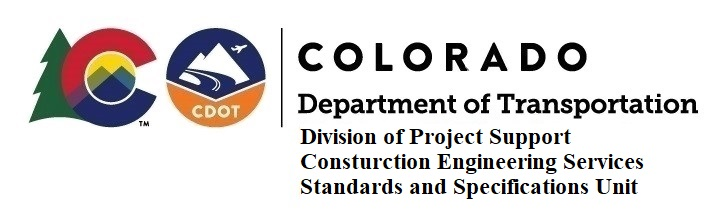 TM
CDOT
COLORADO
Department of Transportation
Division of Project Support
Consturction Engineering Services
Standards and Specifications Unit